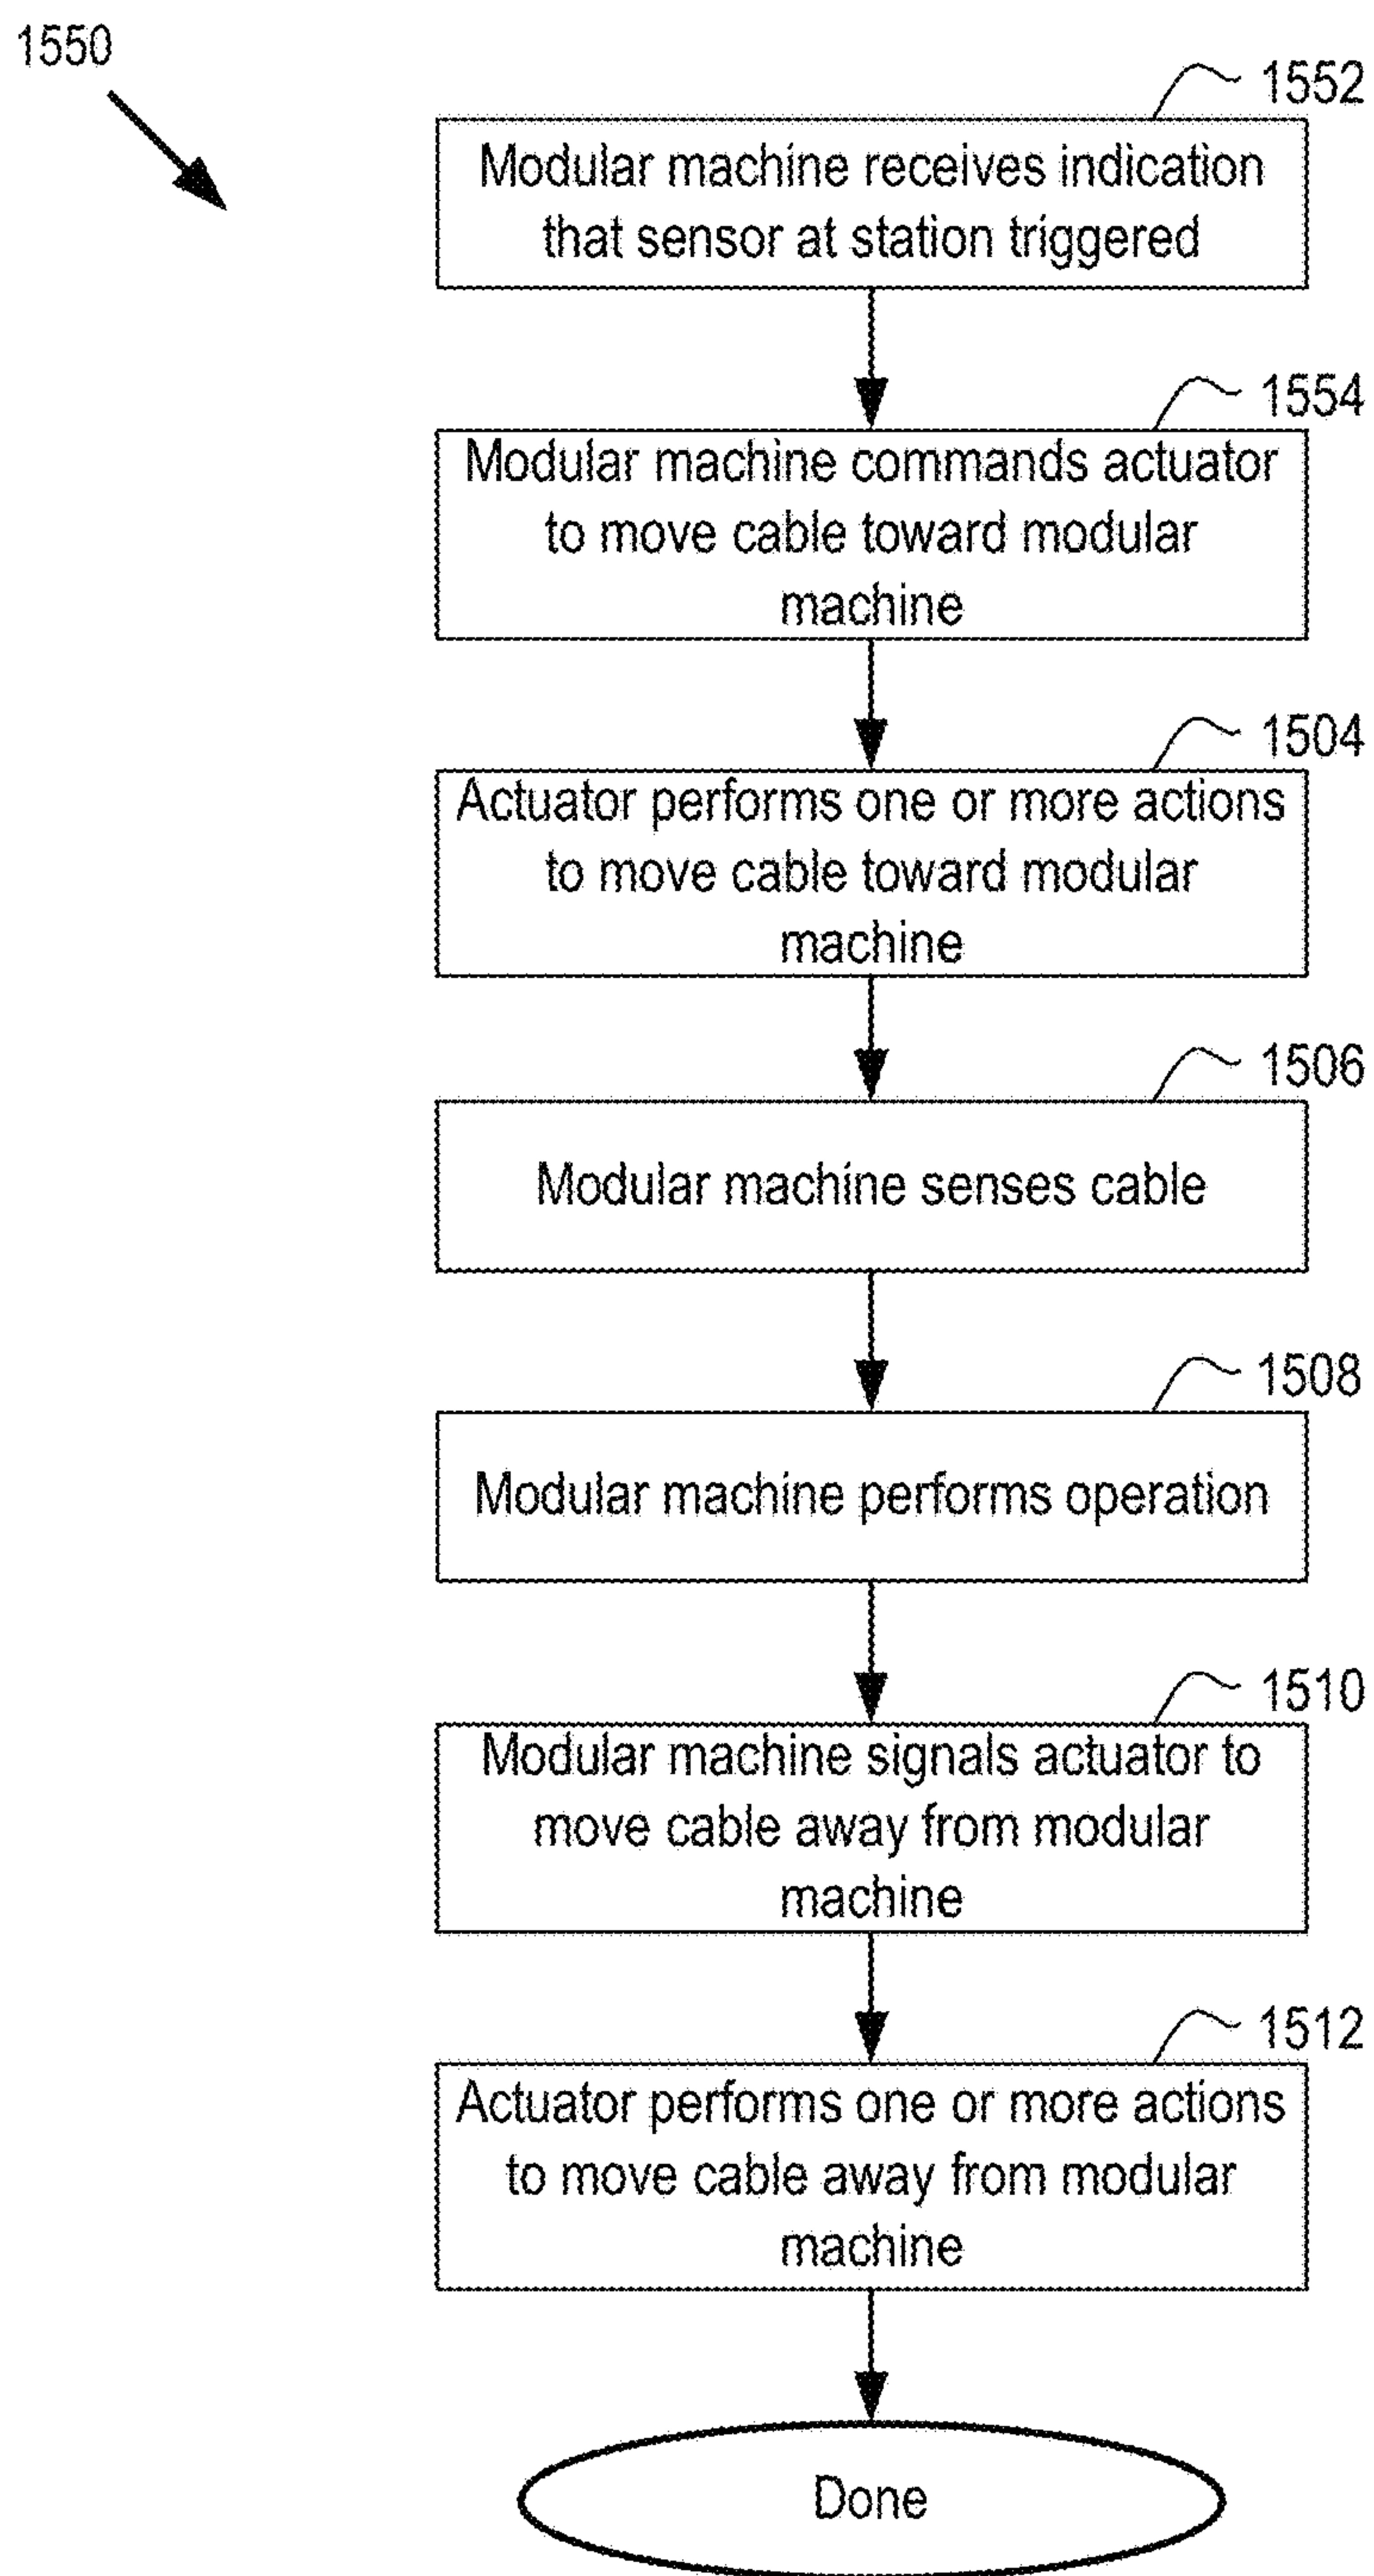 1550
1552
Modular machine receives indication
that sensor at station triggered
1554
Modular machine commands actuator
to move cable toward modular
machine
1504
Actuator performs one or more actions
to move cable toward modular
machine
1506
Modular machine senses cable
1508
Modular machine performs operation
1510
Modular machine signals actuator to
move cable away from modular
machine
1512
Actuator performs one or more actions
to move cable away from modular
machine
Done